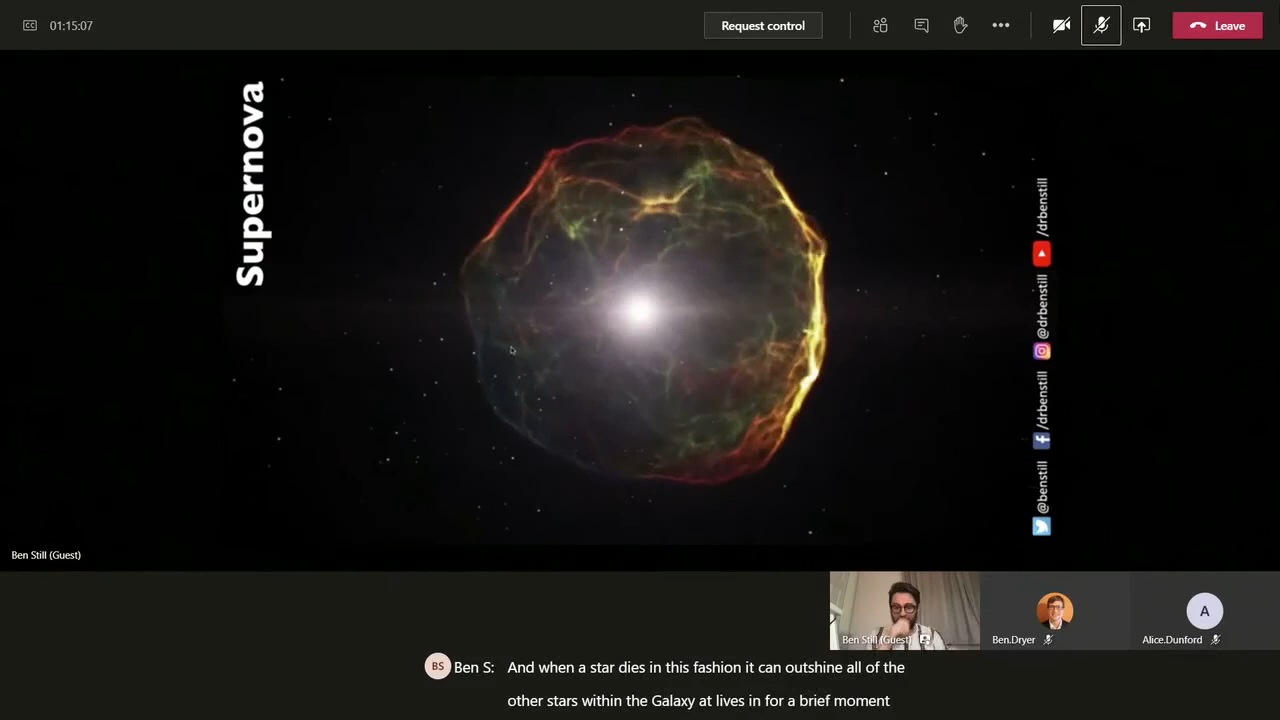 CC
01:15:07
Request control
Leave
Supernova
/drbenstill
@drbenstill
/drbenstill
@benstill
Ben Still (Guest)
Ben Still (Guest)
Ben.Dryer
A
Alice.Dunford
BS
Ben S: And when a star dies in this fashion it can outshine all of the
other stars within the Galaxy at lives in for a brief moment